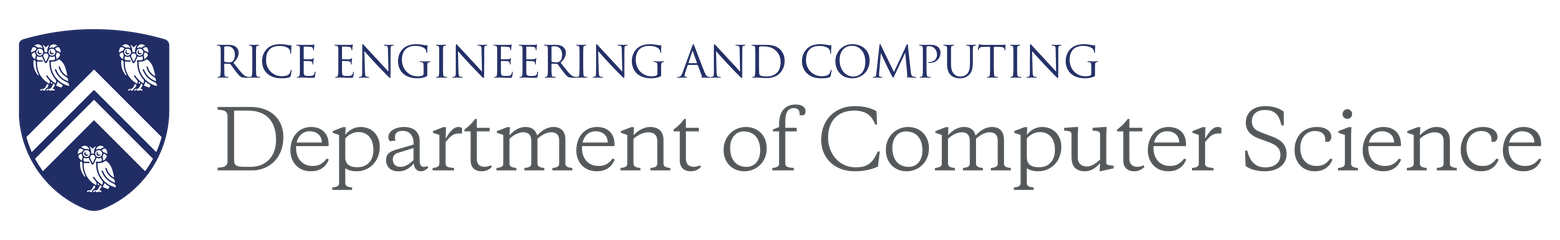 RICE ENGINEERING AND COMPUTING
Department of Computer Science